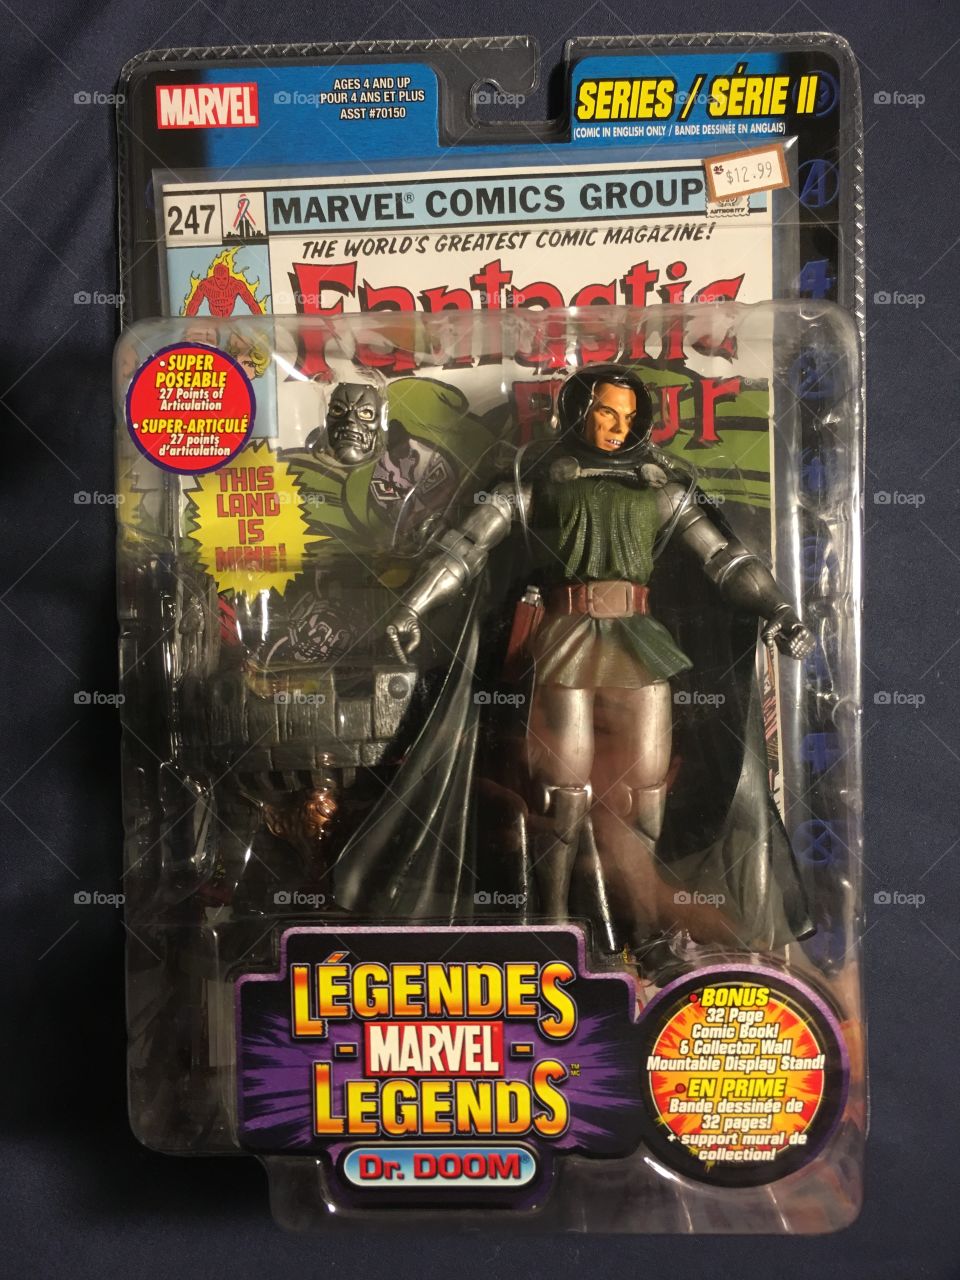 MARVEL
AGES 4 AND UP
POUR 4 ANS ET PLUS
ASST #70150
SERIES / SÉRIE II
(COMIC IN ENGLISH ONLY / BANDE DESSINÉE EN ANGLAIS)
$12.99
247
MARVEL® COMICS GROUP
AUTHORITY
THE WORLD'S GREATEST COMIC MAGAZINE!
Fantastic
Four
• SUPER
POSEABLE
27 Points of
Articulation
• SUPER-ARTICULÉ
27 points
d'articulation
THIS
LAND
IS
MINE!
LÉGENDES
- MARVEL -
LEGENDS
™
MC
Dr. DOOM®
• BONUS
32 Page
Comic Book!
& Collector Wall
Mountable Display Stand!
• EN PRIME
Bande dessinée de
32 pages!
+ support mural de
collection!
foap